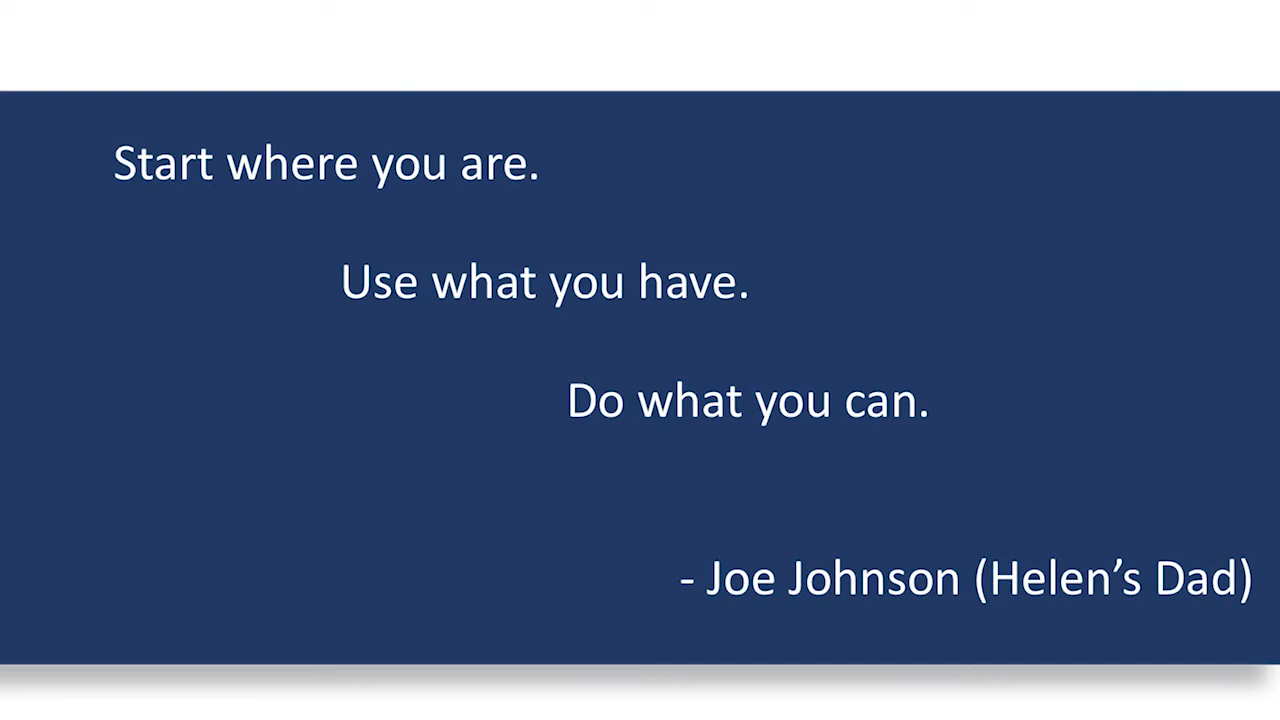 Start where you are.
Use what you have.
Do what you can.
- Joe Johnson (Helen’s Dad)